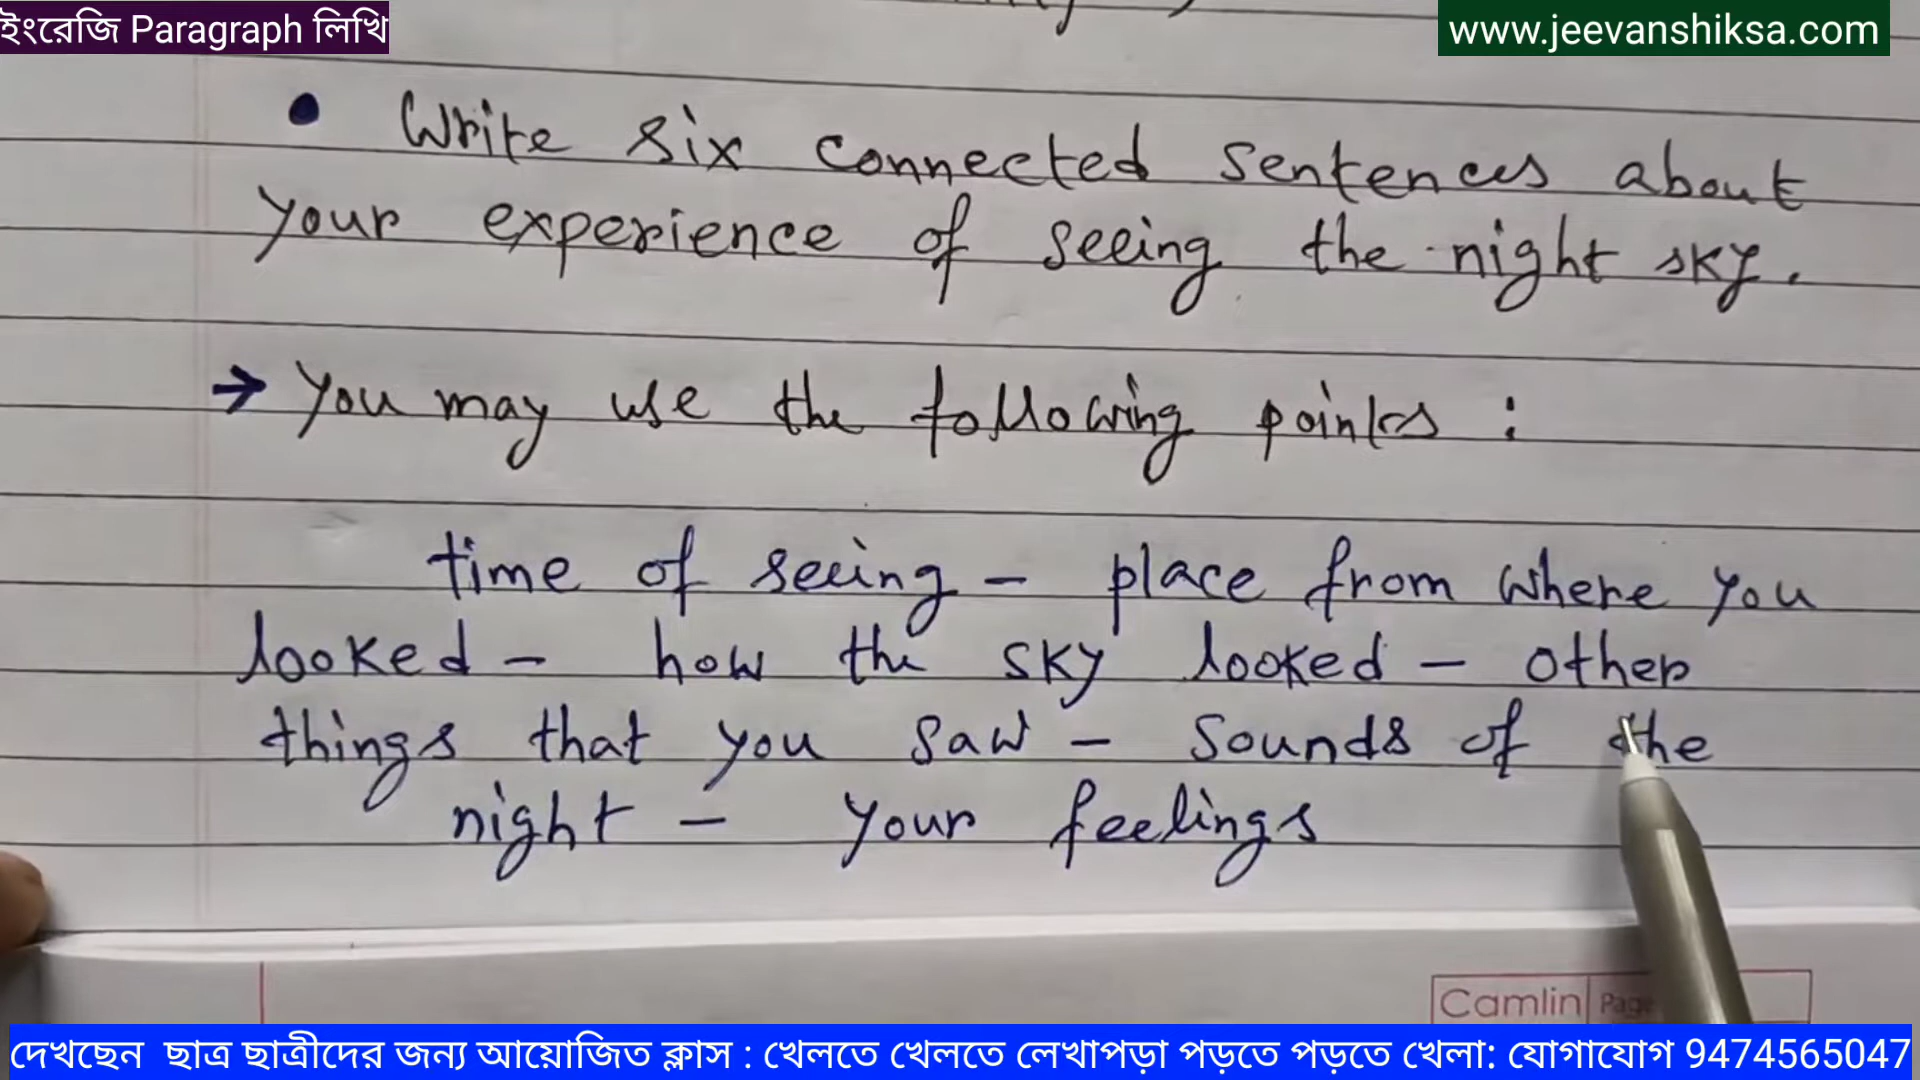 ইংরেজি Paragraph লিখি
www.jeevanshiksa.com
• Write six connected sentences about
your experience of seeing the night sky.
→ You may use the following points :
time of seeing – place from where you
looked – how the sky looked – other
things that you saw – sounds of the
night – your feelings
Camlin Page
দেখছেন ছাত্র ছাত্রীদের জন্য আয়োজিত ক্লাস : খেলতে খেলতে লেখাপড়া পড়তে পড়তে খেলা: যোগাযোগ 9474565047